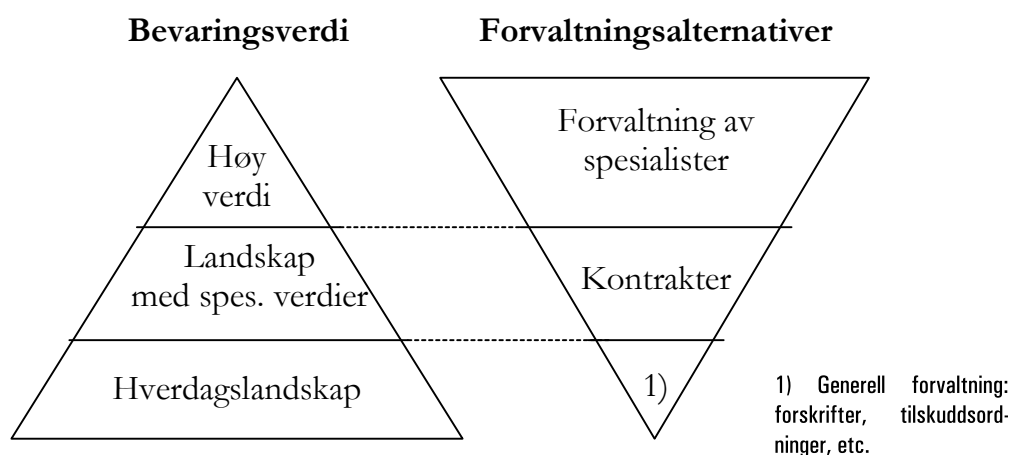 Bevaringsverdi
Forvaltningsalternativer
Høy
verdi
Landskap
med spes. verdier
Hverdagslandskap
Forvaltning av
spesialister
Kontrakter
1)
1) Generell forvaltning:
forskrifter, tilskuddsord-
ninger, etc.